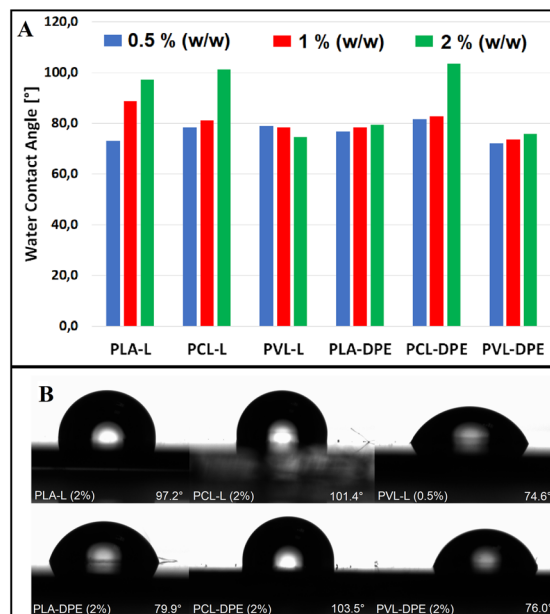 A
0.5 % (w/w) 1 % (w/w) 2 % (w/w)
Water Contact Angle [°]
120,0
100,0
80,0
60,0
40,0
20,0
0,0
PLA-L PCL-L PVL-L PLA-DPE PCL-DPE PVL-DPE
B
PLA-L (2%) 97.2° PCL-L (2%) 101.4° PVL-L (0.5%) 74.6°
PLA-DPE (2%) 79.9° PCL-DPE (2%) 103.5° PVL-DPE (2%) 76.0°